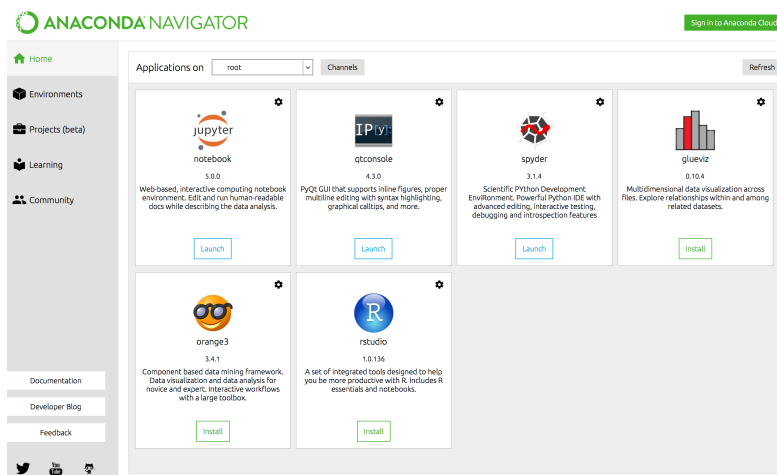 ANACONDA NAVIGATOR
Sign in to Anaconda Cloud
Home
Environments
Projects (beta)
Learning
Community
Documentation
Developer Blog
Feedback
You
Tube
Applications on root
Channels
Refresh
jupyter
notebook
5.0.0
Web-based, interactive computing notebook
environment. Edit and run human-readable
docs while describing the data analysis.
Launch
IP[y]:
qtconsole
4.3.0
PyQt GUI that supports inline figures, proper
multiline editing with syntax highlighting,
graphical calltips, and more.
Launch
spyder
3.1.4
Scientific PYthon Development
EnviRonment. Powerful Python IDE with
advanced editing, interactive testing,
debugging and introspection features
Launch
glueviz
0.10.4
Multidimensional data visualization across
files. Explore relationships within and among
related datasets.
Install
orange3
3.4.1
Component based data mining framework.
Data visualization and data analysis for
novice and expert. Interactive workflows
with a large toolbox.
Install
R
rstudio
1.0.136
A set of integrated tools designed to help
you be more productive with R. Includes R
essentials and notebooks.
Install